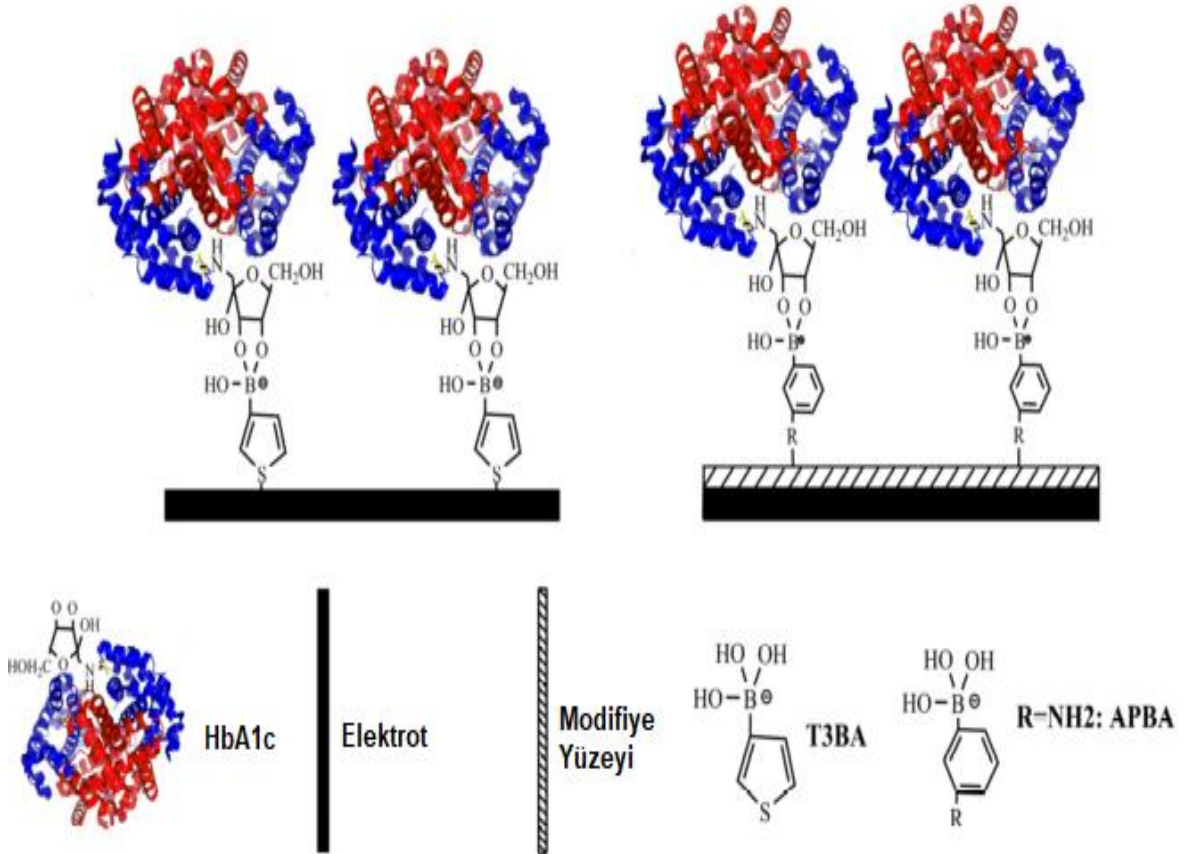 H
N
O
CH2OH
HO
O O
HO-B⊖
S
H
N
O
CH2OH
HO
O O
HO-B⊖
S
H
N
O
CH2OH
HO
O O
HO-B
R
H
N
O
CH2OH
HO
O O
HO-B
R
O O
OH
HOH2C
O
N
H
HbA1c
Elektrot
Modifiye
Yüzeyi
HO OH
HO-B⊖
S
T3BA
HO OH
HO-B⊖
R
R=NH2: APBA